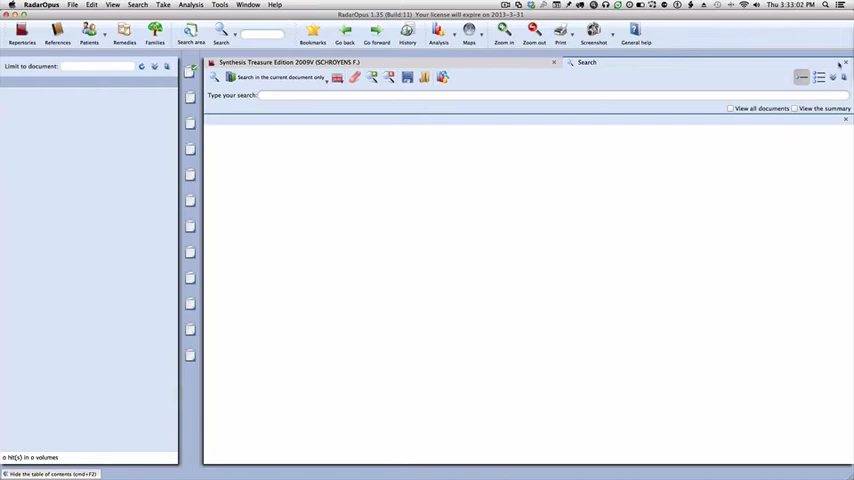 RadarOpus File Edit View Search Take Analysis Tools Window Help Thu 3:33:02 PM
RadarOpus 1.35 (Build:11) Your license will expire on 2013-3-31
Repertories References Patients Remedies Families Search area Search Bookmarks Go back Go forward History Analysis Maps Zoom in Zoom out Print Screenshot General help
Limit to document:
Synthesis Treasure Edition 2009V (SCHROYENS F.)
Search
Search in the current document only
Type your search:
View all documents View the summary
0 hit(s) in 0 volumes
Hide the table of contents (cmd+F2)